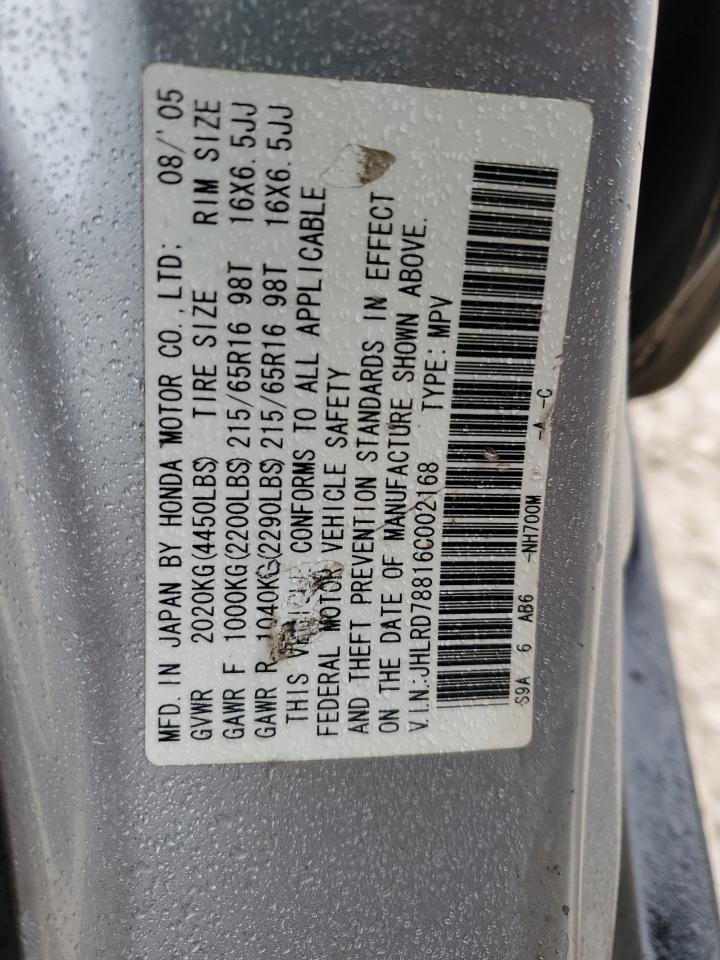 MFD. IN JAPAN BY HONDA MOTOR CO., LTD; 08/'05
GVWR 2020KG(4450LBS) TIRE SIZE RIM SIZE
GAWR F 1000KG(2200LBS) 215/65R16 98T 16X6.5JJ
GAWR R 1040KG(2290LBS) 215/65R16 98T 16X6.5JJ
THIS VEHICLE CONFORMS TO ALL APPLICABLE
FEDERAL MOTOR VEHICLE SAFETY
AND THEFT PREVENTION STANDARDS IN EFFECT
ON THE DATE OF MANUFACTURE SHOWN ABOVE.
V.I.N.:JHLRD78816C002168 TYPE: MPV
S9A 6 AB6 -NH700M -A -C